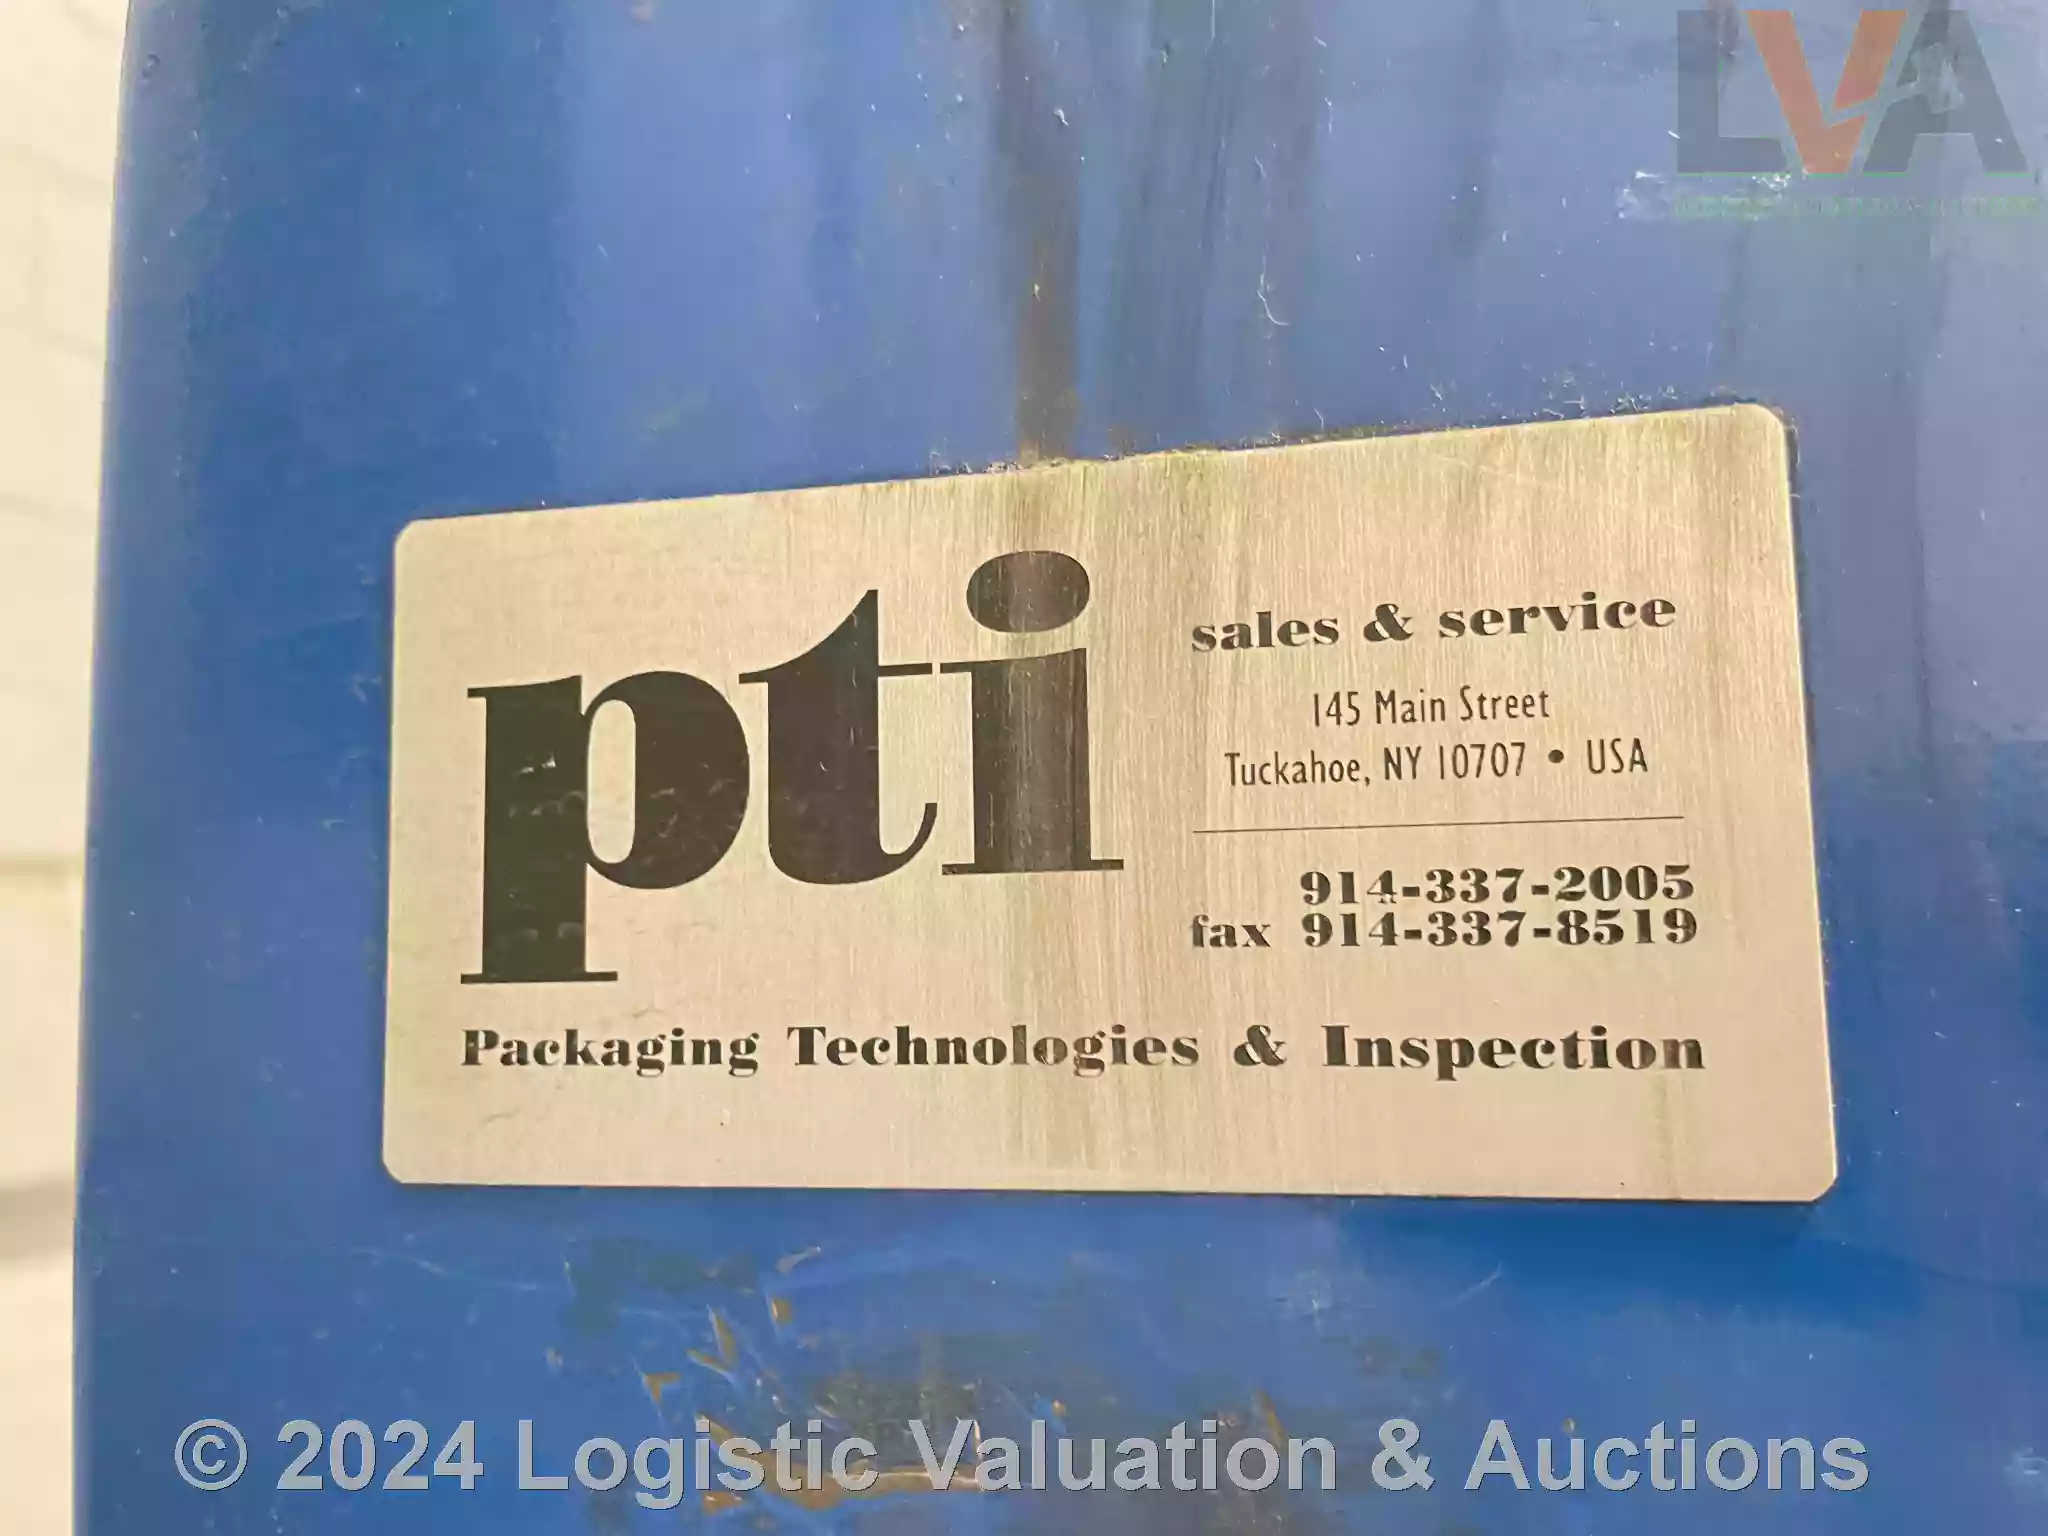 LVA
pti
sales & service
145 Main Street
Tuckahoe, NY 10707 • USA
914-337-2005
fax 914-337-8519
Packaging Technologies & Inspection
© 2024 Logistic Valuation & Auctions